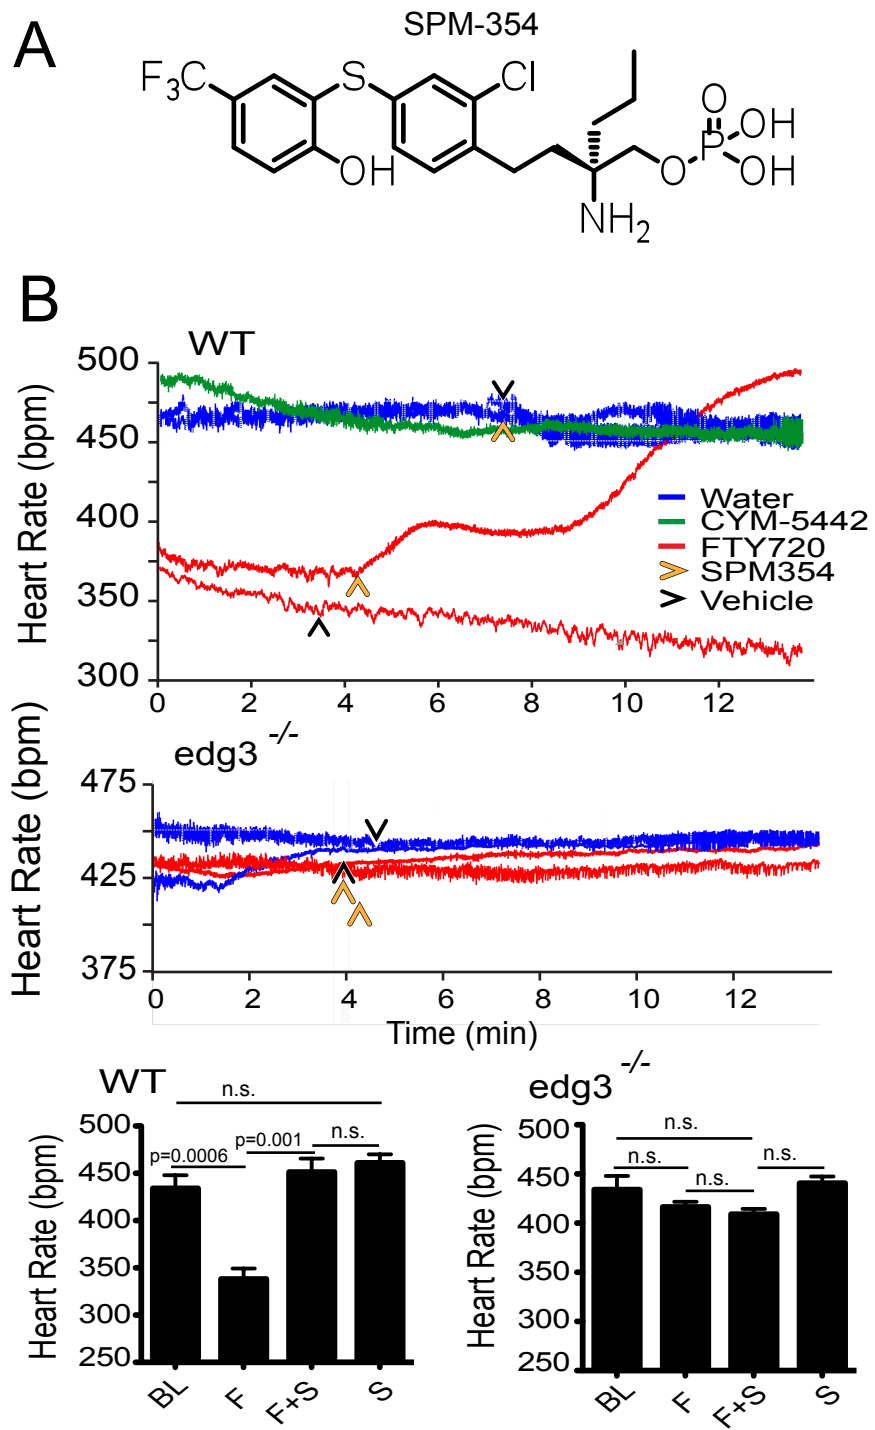 A
SPM-354
F3C
S
Cl
OH
O
P
OH
O
OH
NH2
B
WT
500
450
400
350
300
Heart Rate (bpm)
Water
CYM-5442
FTY720
SPM354
Vehicle
0 2 4 6 8 10 12
edg3 -/-
475
425
375
Heart Rate (bpm)
0 2 4 6 8 10 12
Time (min)
WT
n.s.
p=0.0006
p=0.001
n.s.
500
450
400
350
300
250
Heart Rate (bpm)
BL F F+S S
edg3 -/-
n.s.
n.s.
n.s.
n.s.
500
450
400
350
300
250
Heart Rate (bpm)
BL F F+S S